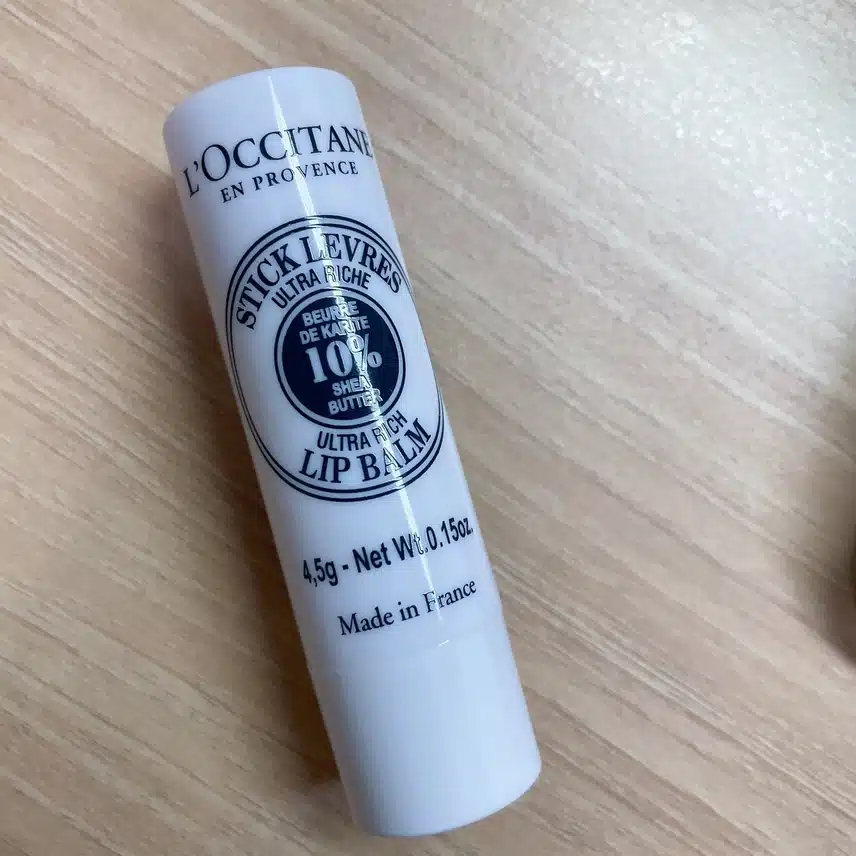 L'OCCITANE
EN PROVENCE
STICK LEVRES
ULTRA RICHE
BEURRE
DE KARITE
10%
SHEA
BUTTER
ULTRA RICH
LIP BALM
4,5g - Net Wt.0.15oz.
Made in France